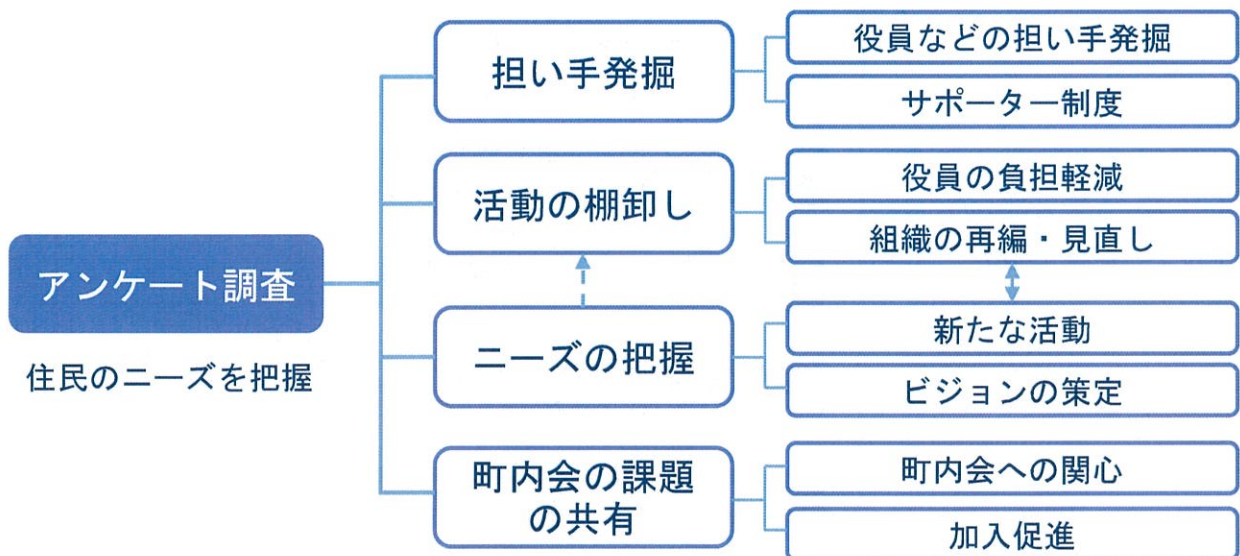 アンケート調査
住民のニーズを把握
担い手発掘
役員などの担い手発掘
サポーター制度
活動の棚卸し
役員の負担軽減
組織の再編・見直し
ニーズの把握
新たな活動
ビジョンの策定
町内会の課題
の共有
町内会への関心
加入促進